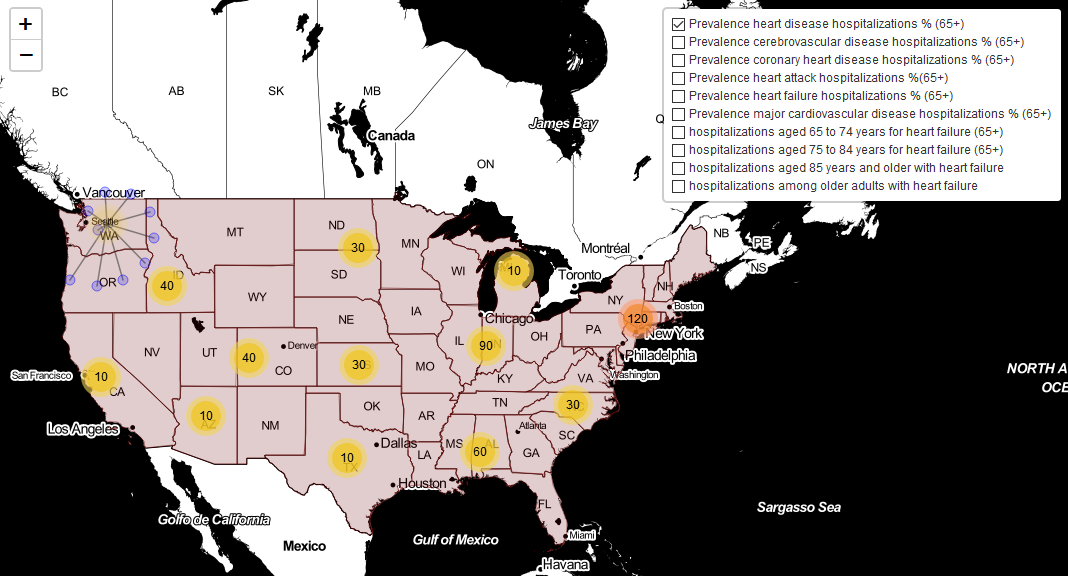 +
−
Prevalence heart disease hospitalizations % (65+)
Prevalence cerebrovascular disease hospitalizations % (65+)
Prevalence coronary heart disease hospitalizations % (65+)
Prevalence heart attack hospitalizations %(65+)
Prevalence heart failure hospitalizations % (65+)
Prevalence major cardiovascular disease hospitalizations % (65+)
hospitalizations aged 65 to 74 years for heart failure (65+)
hospitalizations aged 75 to 84 years for heart failure (65+)
hospitalizations aged 85 years and older with heart failure
hospitalizations among older adults with heart failure
BC
AB
SK
MB
Canada
James Bay
ON
Vancouver
Seattle
WA
MT
ND
30
MN
SD
WI
10
OR
40
ID
WY
IA
NE
Montréal
NB
PE
NS
Toronto
NY
NH
Boston
120
New York
PA
Philadelphia
Washington
Chicago
IL
90
OH
NV
UT
40
Denver
CO
30
MO
KY
VA
San Francisco
10
CA
Los Angeles
10
AZ
NM
OK
AR
TN
30
SC
Atlanta
GA
MS
60
AL
Dallas
LA
10
TX
Houston
FL
Miami
Havana
Golfo de California
Mexico
Gulf of Mexico
Sargasso Sea
NORTH A
OCE